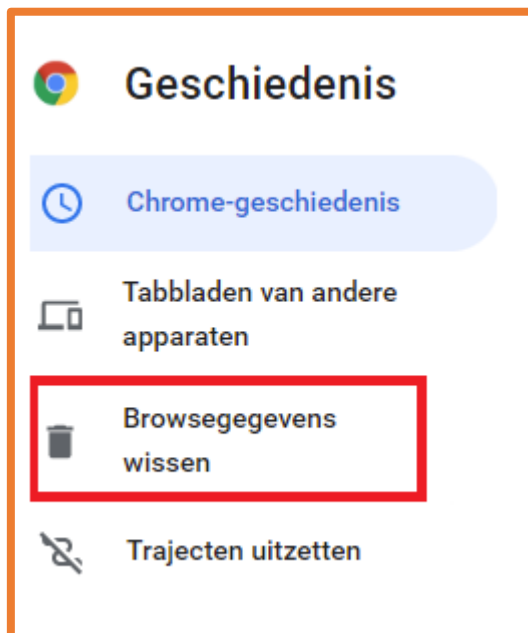 Geschiedenis
Chrome-geschiedenis
Tabbladen van andere
apparaten
Browsegegevens
wissen
Trajecten uitzetten